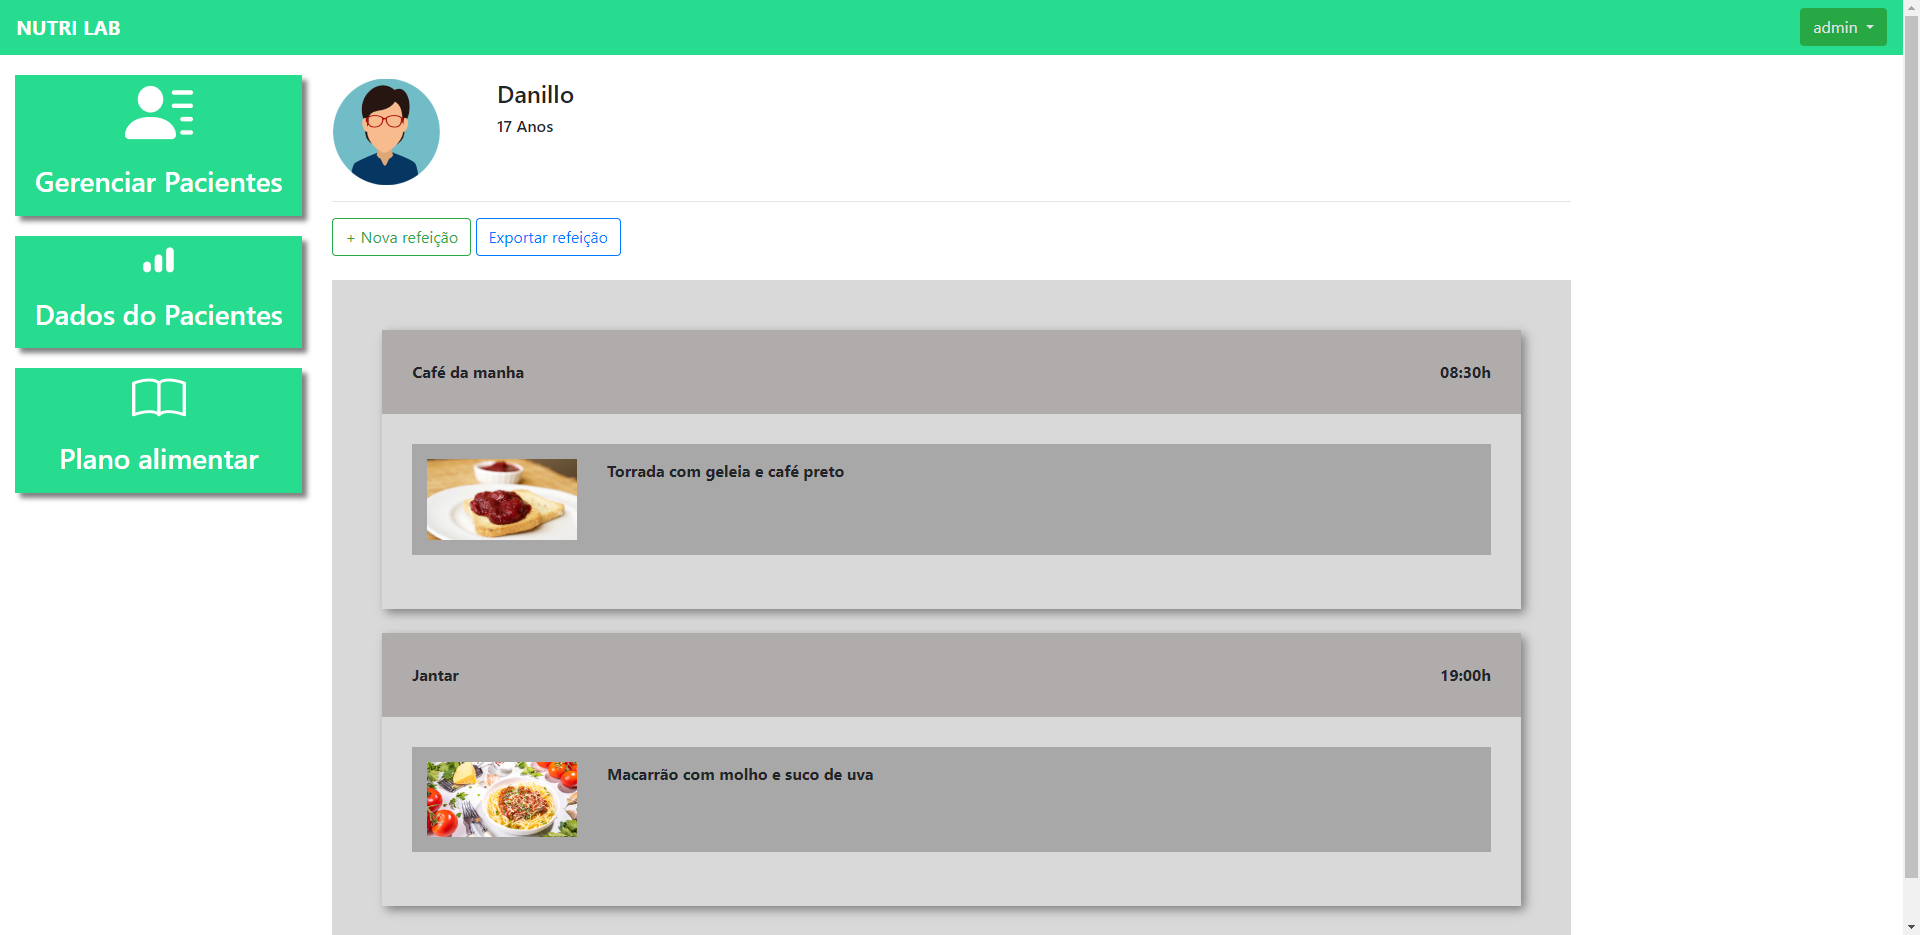 NUTRI LAB
admin
Gerenciar Pacientes
Dados do Pacientes
Plano alimentar
Danillo
17 Anos
+ Nova refeição
Exportar refeição
Café da manha
08:30h
Torrada com geleia e café preto
Jantar
19:00h
Macarrão com molho e suco de uva